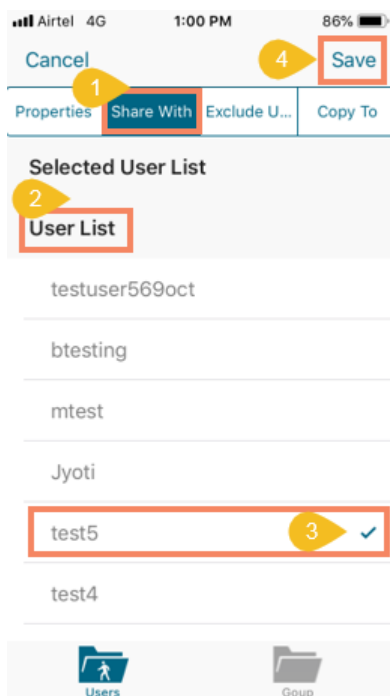 Airtel 4G 1:00 PM 86%
Cancel 4 Save
1
Properties Share With Exclude U... Copy To
Selected User List
2
User List
testuser569oct
btesting
mtest
Jyoti
test5 3
test4
Users Goup